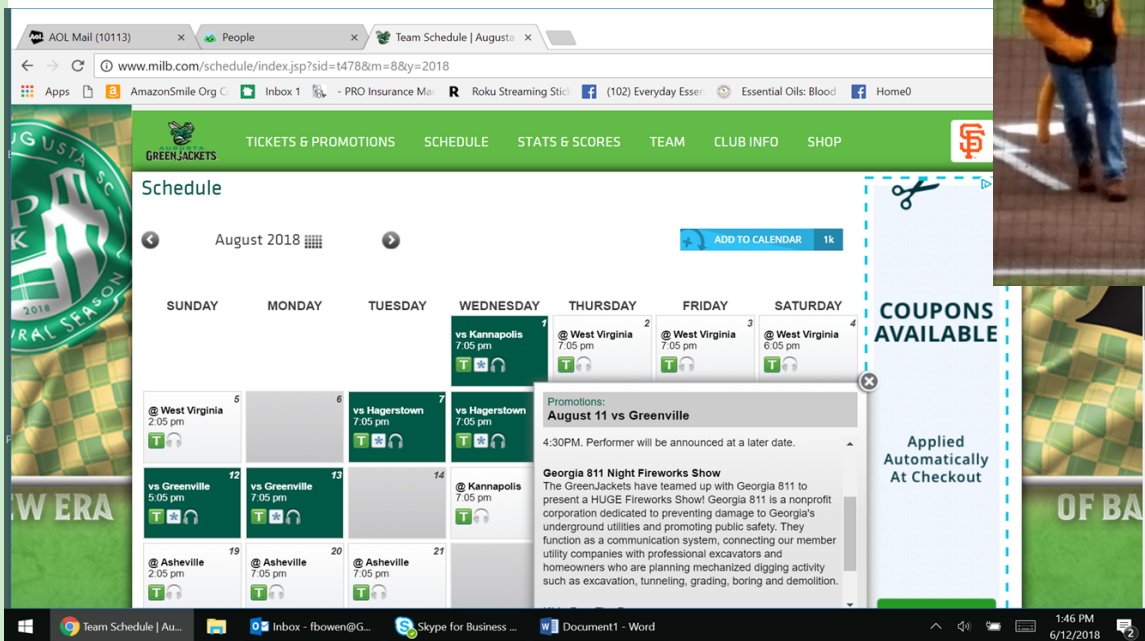 AOL Mail (10113)
People
Team Schedule | Augusta
www.milb.com/schedule/index.jsp?sid=t478&m=8&y=2018
Apps
AmazonSmile Org
Inbox 1
- PRO Insurance Mar
Roku Streaming Stic
(102) Everyday Essen
Essential Oils: Blood
Home0
AUGUSTA
GREENJACKETS
TICKETS & PROMOTIONS
SCHEDULE
STATS & SCORES
TEAM
CLUB INFO
SHOP
SF
Schedule
August 2018
ADD TO CALENDAR 1k
SUNDAY MONDAY TUESDAY WEDNESDAY THURSDAY FRIDAY SATURDAY
1
vs Kannapolis
7:05 pm
T
2
@ West Virginia
7:05 pm
T
3
@ West Virginia
7:05 pm
T
4
@ West Virginia
6:05 pm
T
5
@ West Virginia
2:05 pm
T
6
7
vs Hagerstown
7:05 pm
T
vs Hagerstown
7:05 pm
T
12
vs Greenville
5:05 pm
T
13
vs Greenville
7:05 pm
T
14
@ Kannapolis
7:05 pm
T
19
@ Asheville
2:05 pm
T
20
@ Asheville
7:05 pm
T
21
@ Asheville
7:05 pm
T
Promotions:
August 11 vs Greenville
4:30PM. Performer will be announced at a later date.
Georgia 811 Night Fireworks Show
The GreenJackets have teamed up with Georgia 811 to
present a HUGE Fireworks Show! Georgia 811 is a nonprofit
corporation dedicated to preventing damage to Georgia's
underground utilities and promoting public safety. They
function as a communication system, connecting our member
utility companies with professional excavators and
homeowners who are planning mechanized digging activity
such as excavation, tunneling, grading, boring and demolition.
COUPONS
AVAILABLE
Applied
Automatically
At Checkout
GUSTA
2018
RAL SEASON
W ERA
OF BA
Team Schedule | Au...
Inbox - fbowen@G...
Skype for Business ...
Document1 - Word
1:46 PM
6/12/2018
2